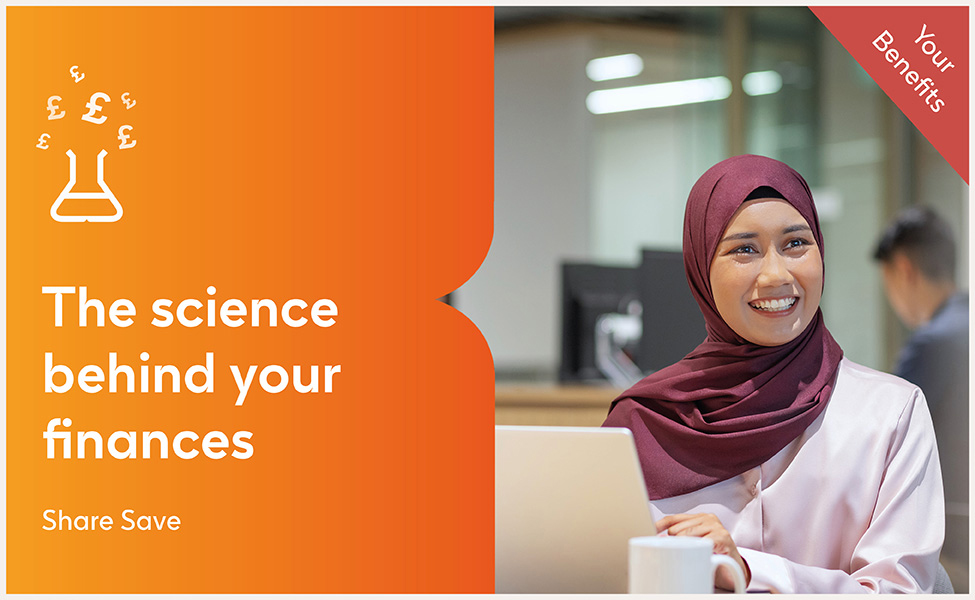 The science
behind your
finances
Share Save
Your
Benefits